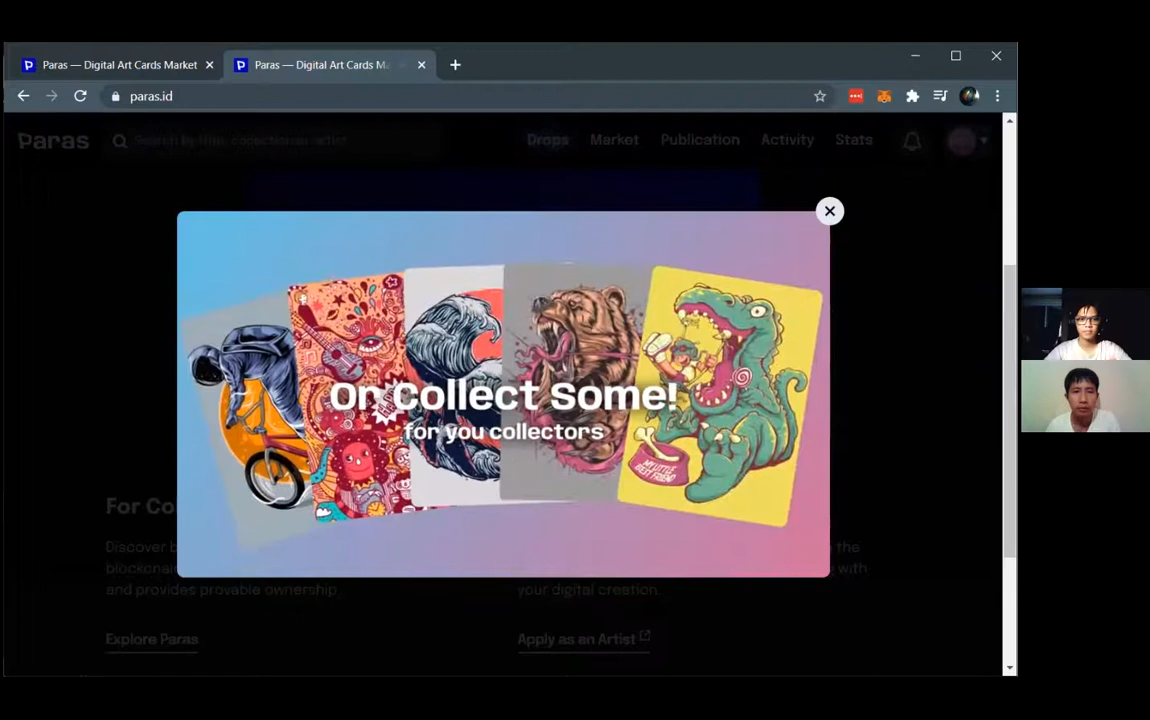 Paras — Digital Art Cards Market
Paras — Digital Art Cards Ma
paras.id
Paras
Search by title, collection or artist
Drops
Market
Publication
Activity
Stats
Or Collect Some!
for you collectors
MY LITTLE
BEST FRIEND
For Co
Discover b
blockchain
and provides provable ownership.
the
with
your digital creation.
Explore Paras
Apply as an Artist